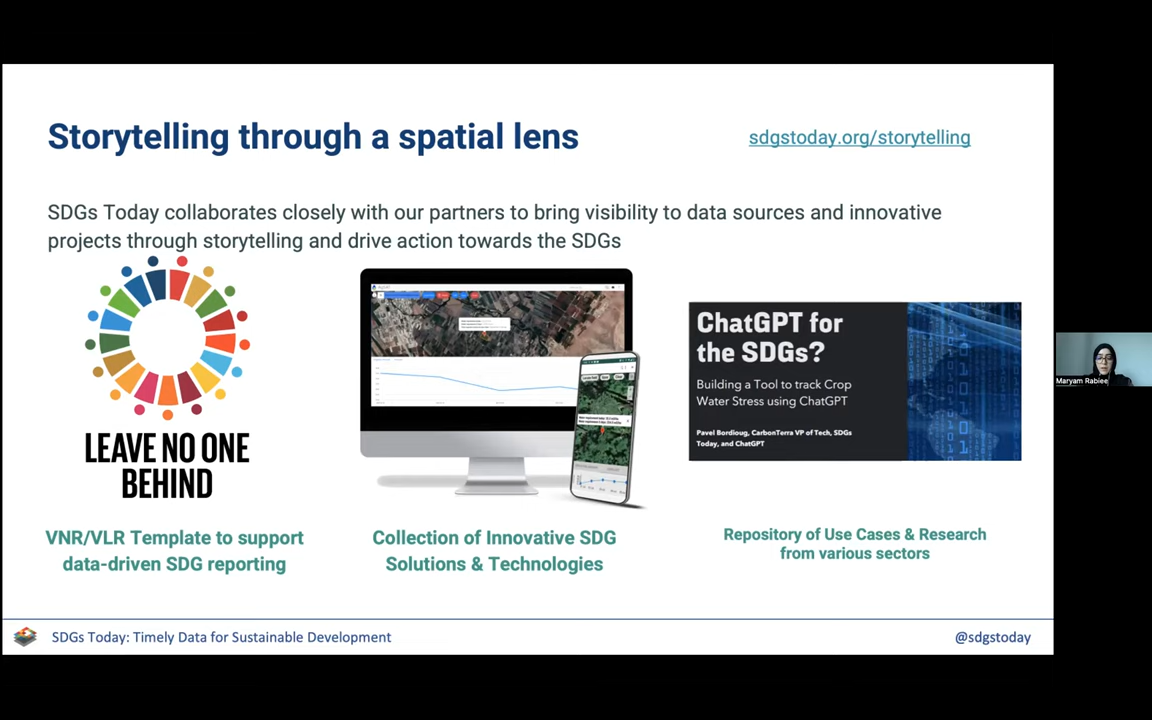 Storytelling through a spatial lens
sdgstoday.org/storytelling
SDGs Today collaborates closely with our partners to bring visibility to data sources and innovative
projects through storytelling and drive action towards the SDGs
LEAVE NO ONE
BEHIND
ChatGPT for
the SDGs?
Building a Tool to track Crop
Water Stress using ChatGPT
Pavel Bordioug, CarbonTerra VP of Tech, SDGs
Today, and ChatGPT
VNR/VLR Template to support
data-driven SDG reporting
Collection of Innovative SDG
Solutions & Technologies
Repository of Use Cases & Research
from various sectors
SDGs Today: Timely Data for Sustainable Development
@sdgstoday
Maryam Rabiee